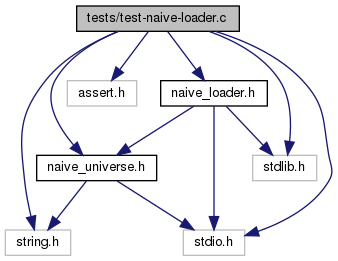 tests/test-naive-loader.c
assert.h
naive_loader.h
naive_universe.h
stdlib.h
string.h
stdio.h